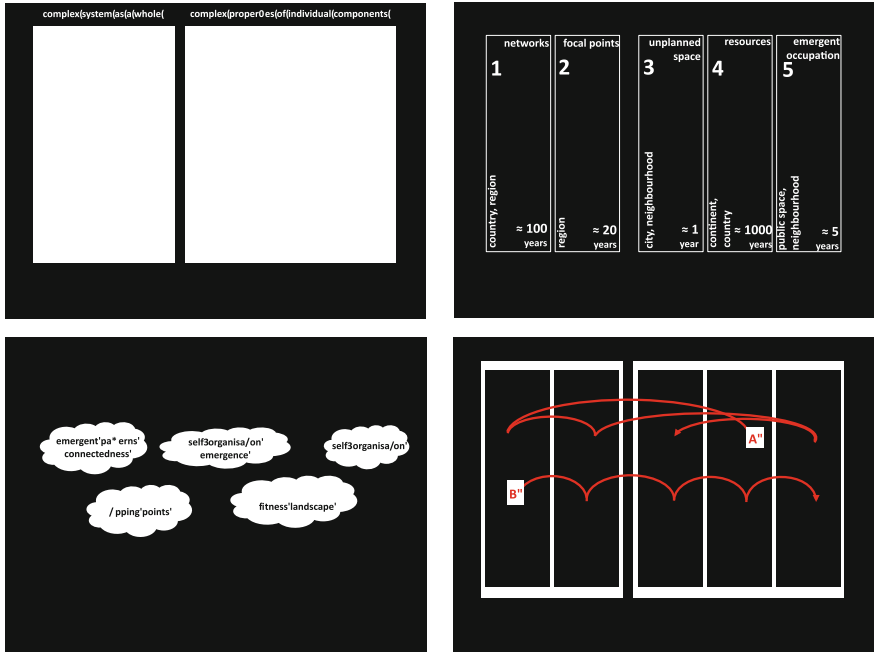 complex(system(as(a(whole(
complex(proper0es(of(individual(components(
networks
1
country, region
≈ 100
years
focal points
2
region
≈ 20
years
unplanned
space
3
city, neighbourhood
≈ 1
year
resources
4
continent,
country
≈ 1000
years
emergent
occupation
5
public space,
neighbourhood
≈ 5
years
emergent'pa* erns'
connectedness'
self3organisa/on'
emergence'
self3organisa/on'
/ pping'points'
fitness'landscape'
A"
B"